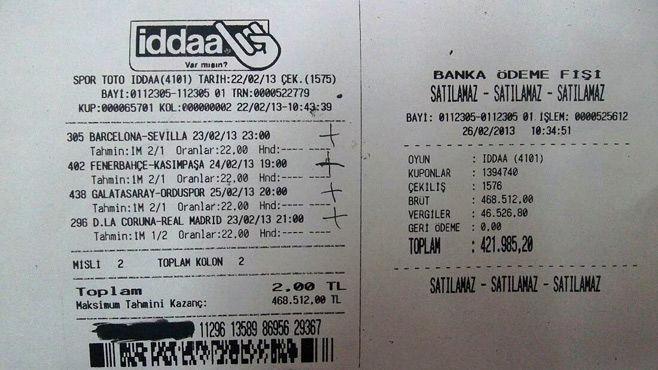 iddaa
Var mısın?
SPOR TOTO IDDAA(4101) TARİH:22/02/13 ÇEK.(1575)
BAYİ:0112305-112305 01 TRN:0000522779
KUP:000065701 KOL:000000002 22/02/13-10:43:39
305 BARCELONA-SEVİLLA 23/02/13 23:00
Tahmin:1M 2/1 Oranlar:22,00 Hnd:--------
402 FENERBAHÇE-KASIMPAŞA 24/02/13 19:00
Tahmin:1M 2/1 Oranlar:22,00 Hnd:--------
438 GALATASARAY-ORDUSPOR 25/02/13 20:00
Tahmin:1M 2/1 Oranlar:22,00 Hnd:--------
296 D.LA CORUNA-REAL MADRID 23/02/13 21:00
Tahmin:1M 1/2 Oranlar:22,00 Hnd:--------
MİSLİ 2 TOPLAM KOLON 2
Toplam 2.00 TL
Maksimum Tahmini Kazanç: 468.512,00 TL
11296 13589 86956 29367
BANKA ÖDEME FİŞİ
SATILAMAZ - SATILAMAZ - SATILAMAZ
BAYİ: 0112305-0112305 01 İŞLEM: 0000525612
26/02/2013 10:34:51
OYUN : IDDAA (4101)
KUPONLAR : 1394740
ÇEKİLİŞ : 1576
BRÜT : 468.512,00
VERGİLER : 46.526,80
GERİ ÖDEME : 0,00
TOPLAM : 421.985,20
SATILAMAZ - SATILAMAZ - SATILAMAZ